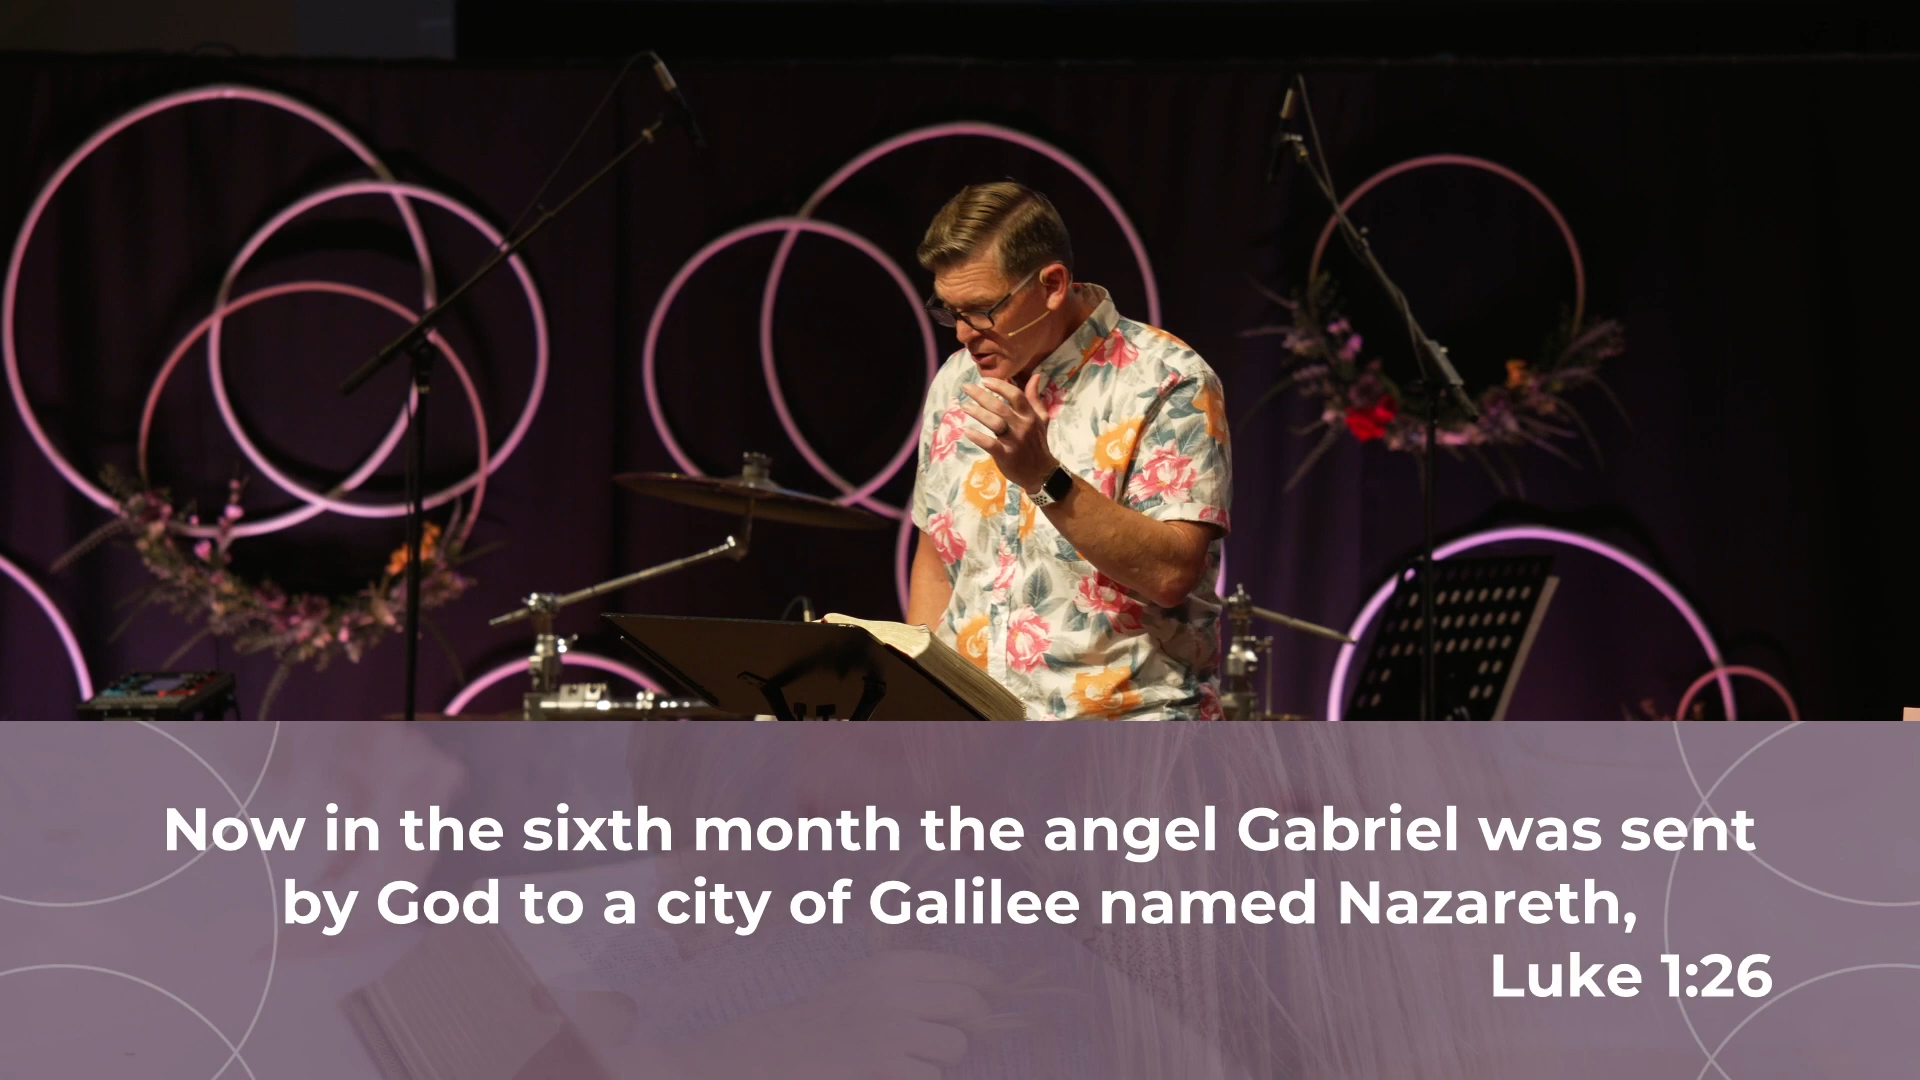 Now in the sixth month the angel Gabriel was sent
by God to a city of Galilee named Nazareth,
Luke 1:26